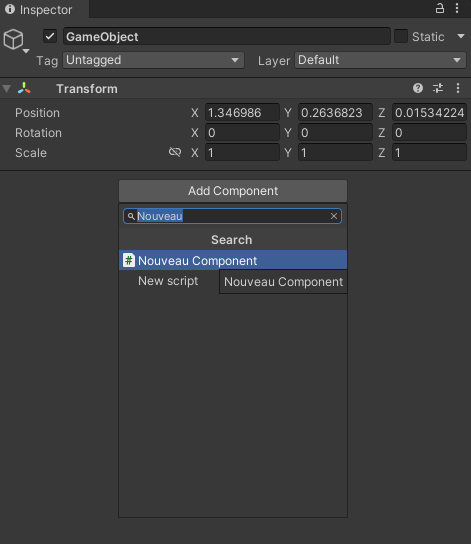 Inspector
GameObject
Static
Tag Untagged Layer Default
Transform
Position X 1.346986 Y 0.2636823 Z 0.01534224
Rotation X 0 Y 0 Z 0
Scale X 1 Y 1 Z 1
Add Component
Nouveau
Search
Nouveau Component
New script
Nouveau Component